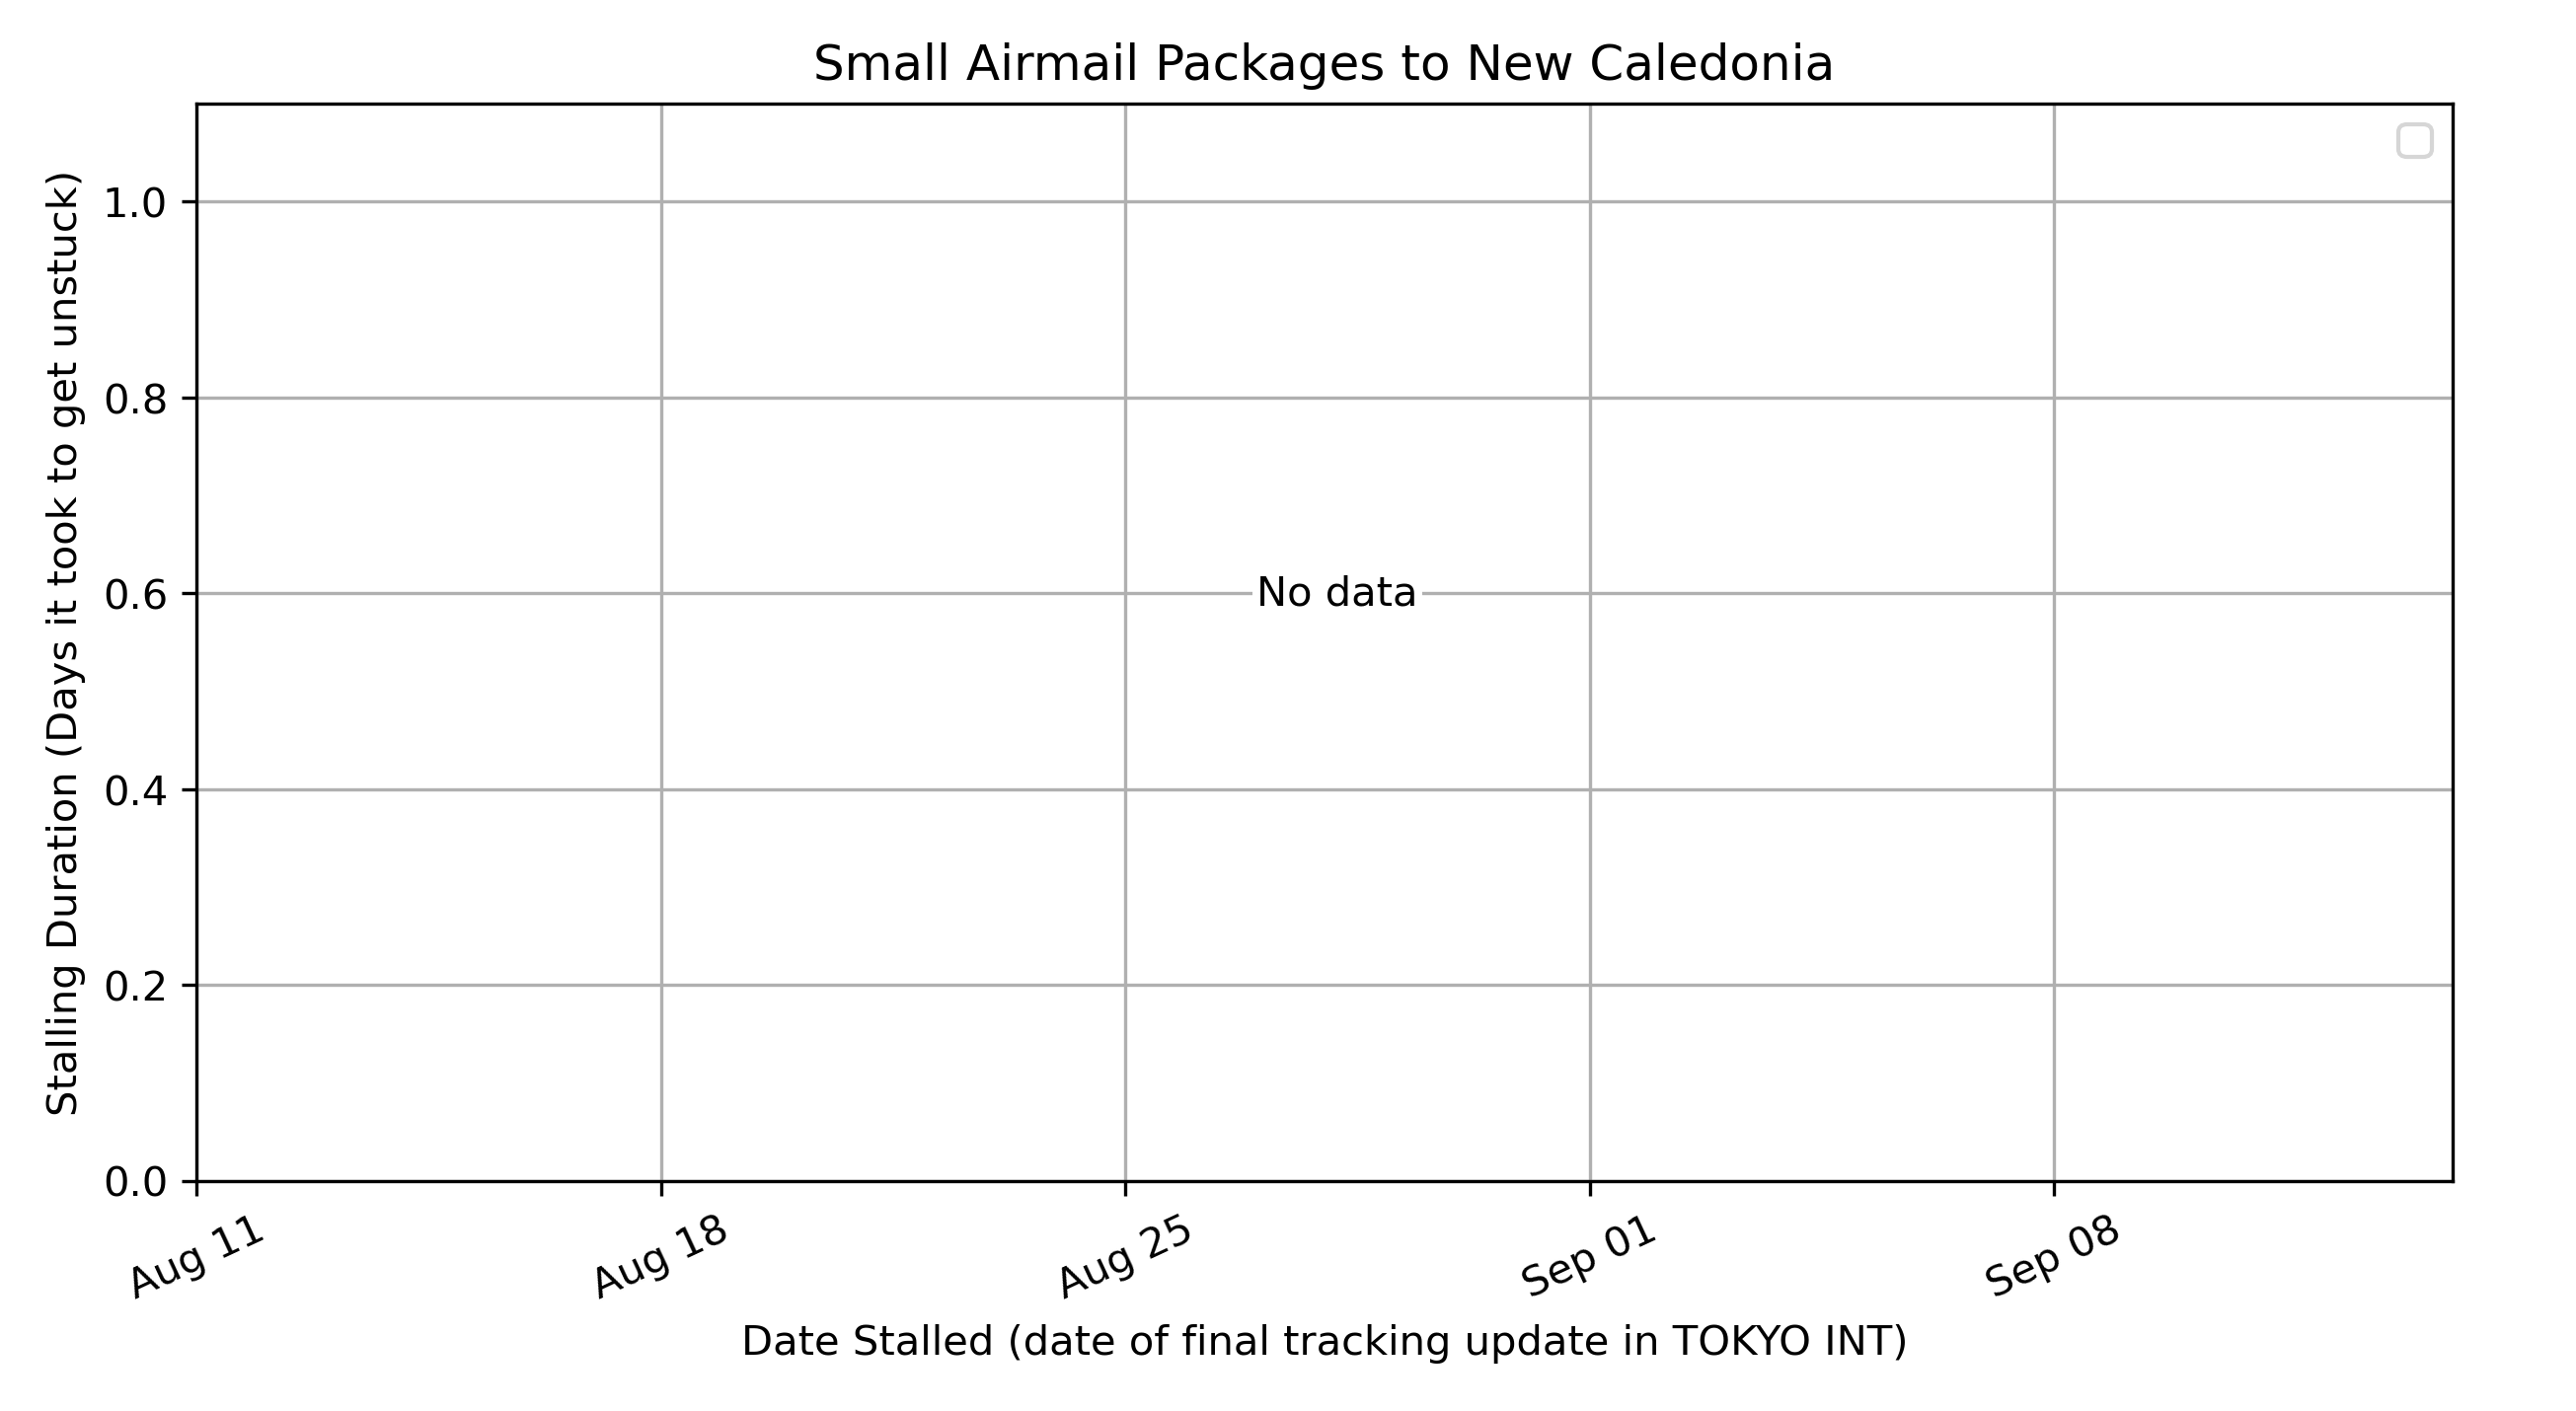 Small Airmail Packages to New Caledonia
Stalling Duration (Days it took to get unstuck)
1.0
0.8
0.6
0.4
0.2
0.0
No data
Aug 11
Aug 18
Aug 25
Sep 01
Sep 08
Date Stalled (date of final tracking update in TOKYO INT)